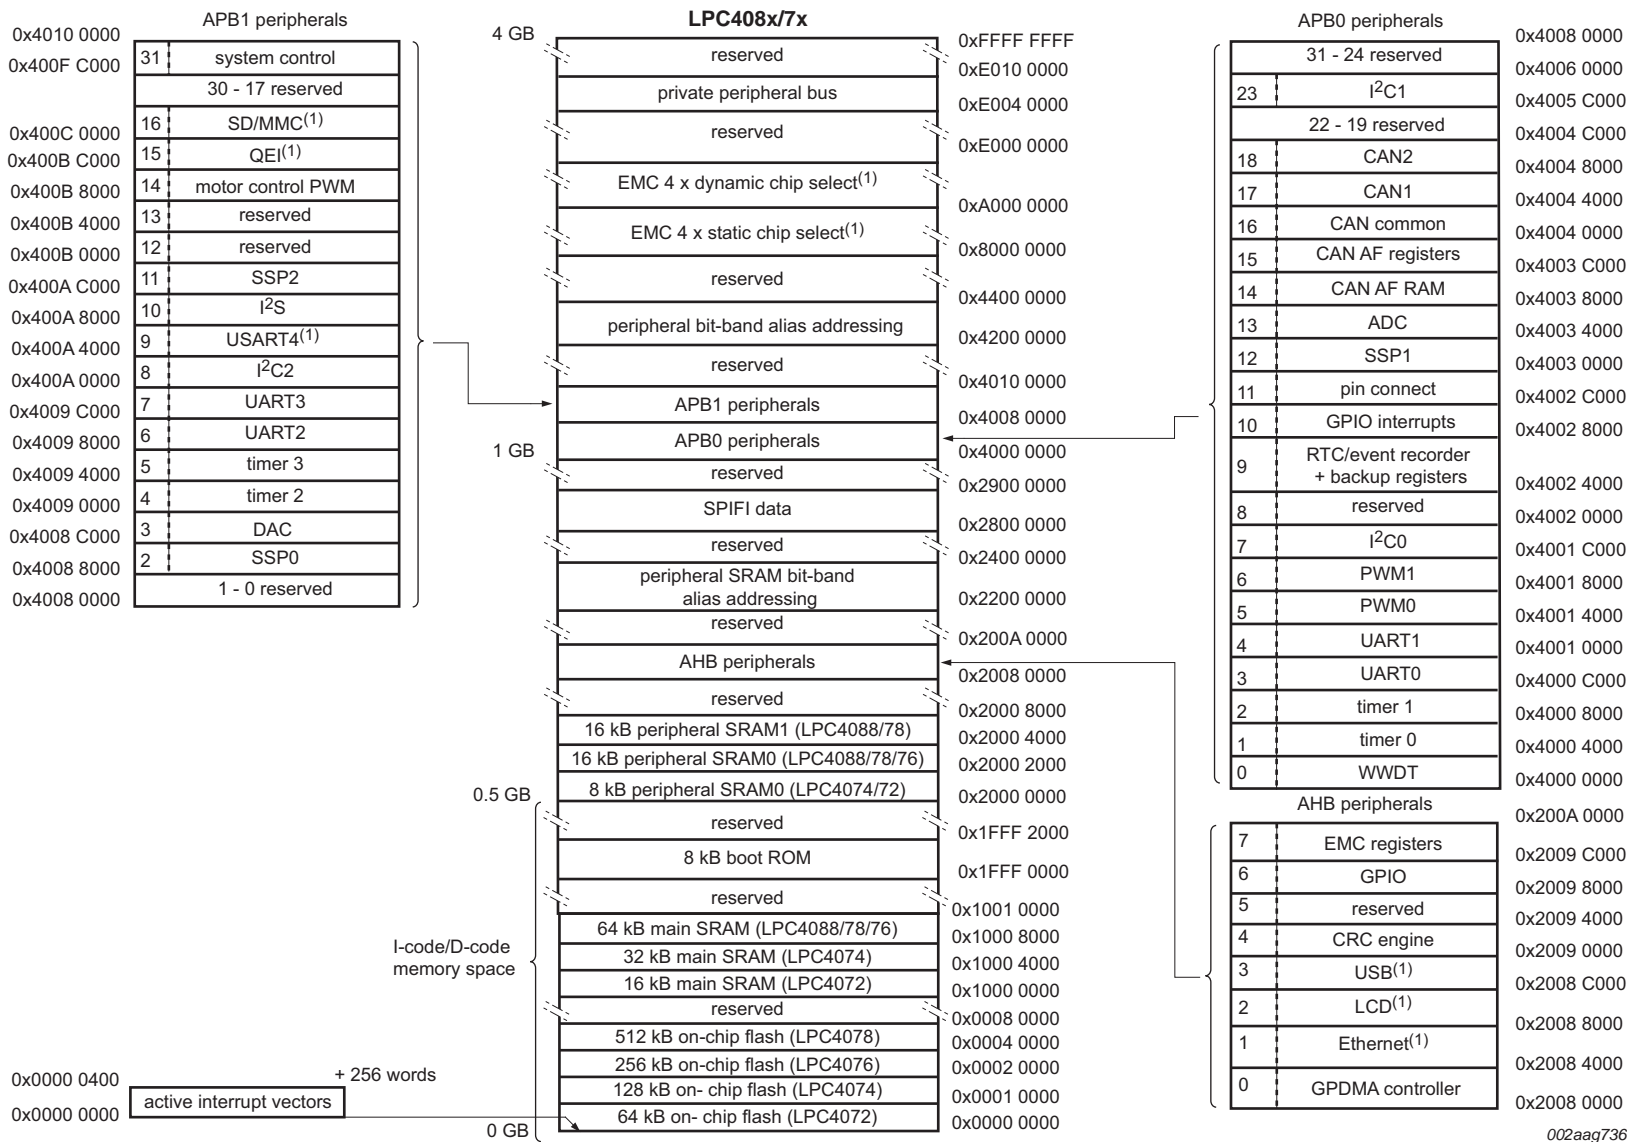 LPC408x/7x
APB1 peripherals
0x4010 0000
31 system control
0x400F C000
30 - 17 reserved
16 SD/MMC(1)
0x400C 0000
15 QEI(1)
0x400B C000
14 motor control PWM
0x400B 8000
13 reserved
0x400B 4000
12 reserved
0x400B 0000
11 SSP2
0x400A C000
10 I2S
0x400A 8000
9 USART4(1)
0x400A 4000
8 I2C2
0x400A 0000
7 UART3
0x4009 C000
6 UART2
0x4009 8000
5 timer 3
0x4009 4000
4 timer 2
0x4009 0000
3 DAC
0x4008 C000
2 SSP0
0x4008 8000
1 - 0 reserved
0x4008 0000
4 GB
0xFFFF FFFF
reserved
0xE010 0000
private peripheral bus
0xE004 0000
reserved
0xE000 0000
EMC 4 x dynamic chip select(1)
0xA000 0000
EMC 4 x static chip select(1)
0x8000 0000
reserved
0x4400 0000
peripheral bit-band alias addressing
0x4200 0000
reserved
0x4010 0000
APB1 peripherals
0x4008 0000
APB0 peripherals
1 GB
0x4000 0000
reserved
0x2900 0000
SPIFI data
0x2800 0000
reserved
0x2400 0000
peripheral SRAM bit-band
alias addressing
0x2200 0000
reserved
0x200A 0000
AHB peripherals
0x2008 0000
reserved
0x2000 8000
16 kB peripheral SRAM1 (LPC4088/78)
0x2000 4000
16 kB peripheral SRAM0 (LPC4088/78/76)
0x2000 2000
8 kB peripheral SRAM0 (LPC4074/72)
0.5 GB
0x2000 0000
reserved
0x1FFF 2000
8 kB boot ROM
0x1FFF 0000
reserved
0x1001 0000
64 kB main SRAM (LPC4088/78/76)
0x1000 8000
32 kB main SRAM (LPC4074)
0x1000 4000
16 kB main SRAM (LPC4072)
0x1000 0000
reserved
0x0008 0000
512 kB on-chip flash (LPC4078)
0x0004 0000
256 kB on-chip flash (LPC4076)
0x0002 0000
128 kB on- chip flash (LPC4074)
0x0001 0000
64 kB on- chip flash (LPC4072)
0x0000 0000
0 GB
I-code/D-code
memory space
+ 256 words
0x0000 0400
active interrupt vectors
0x0000 0000
APB0 peripherals
0x4008 0000
31 - 24 reserved
0x4006 0000
23 I2C1
0x4005 C000
22 - 19 reserved
0x4004 C000
18 CAN2
0x4004 8000
17 CAN1
0x4004 4000
16 CAN common
0x4004 0000
15 CAN AF registers
0x4003 C000
14 CAN AF RAM
0x4003 8000
13 ADC
0x4003 4000
12 SSP1
0x4003 0000
11 pin connect
0x4002 C000
10 GPIO interrupts
0x4002 8000
9 RTC/event recorder
+ backup registers
0x4002 4000
8 reserved
0x4002 0000
7 I2C0
0x4001 C000
6 PWM1
0x4001 8000
5 PWM0
0x4001 4000
4 UART1
0x4001 0000
3 UART0
0x4000 C000
2 timer 1
0x4000 8000
1 timer 0
0x4000 4000
0 WWDT
0x4000 0000
AHB peripherals
0x200A 0000
7 EMC registers
0x2009 C000
6 GPIO
0x2009 8000
5 reserved
0x2009 4000
4 CRC engine
0x2009 0000
3 USB(1)
0x2008 C000
2 LCD(1)
0x2008 8000
1 Ethernet(1)
0x2008 4000
0 GPDMA controller
0x2008 0000
002aag736